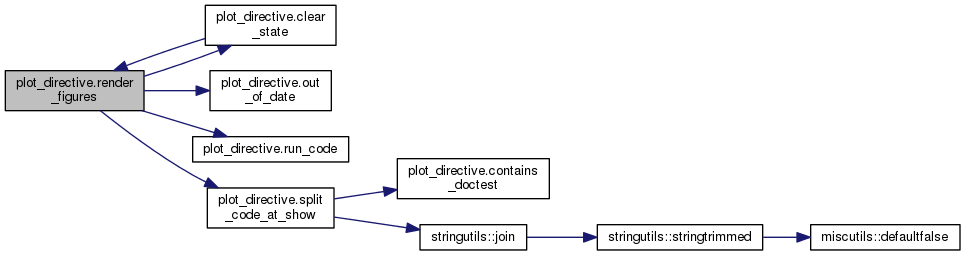 plot_directive.clear
_state
plot_directive.render
_figures
plot_directive.out
_of_date
plot_directive.run_code
plot_directive.contains
_doctest
plot_directive.split
_code_at_show
stringutils::join
stringutils::stringtrimmed
miscutils::defaultfalse